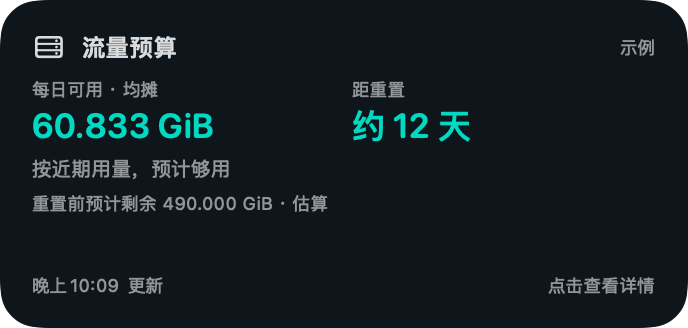 流量预算
示例
每日可用 · 均摊
距重置
60.833 GiB
约 12 天
按近期用量，预计够用
重置前预计剩余 490.000 GiB · 估算
晚上10:09 更新
点击查看详情